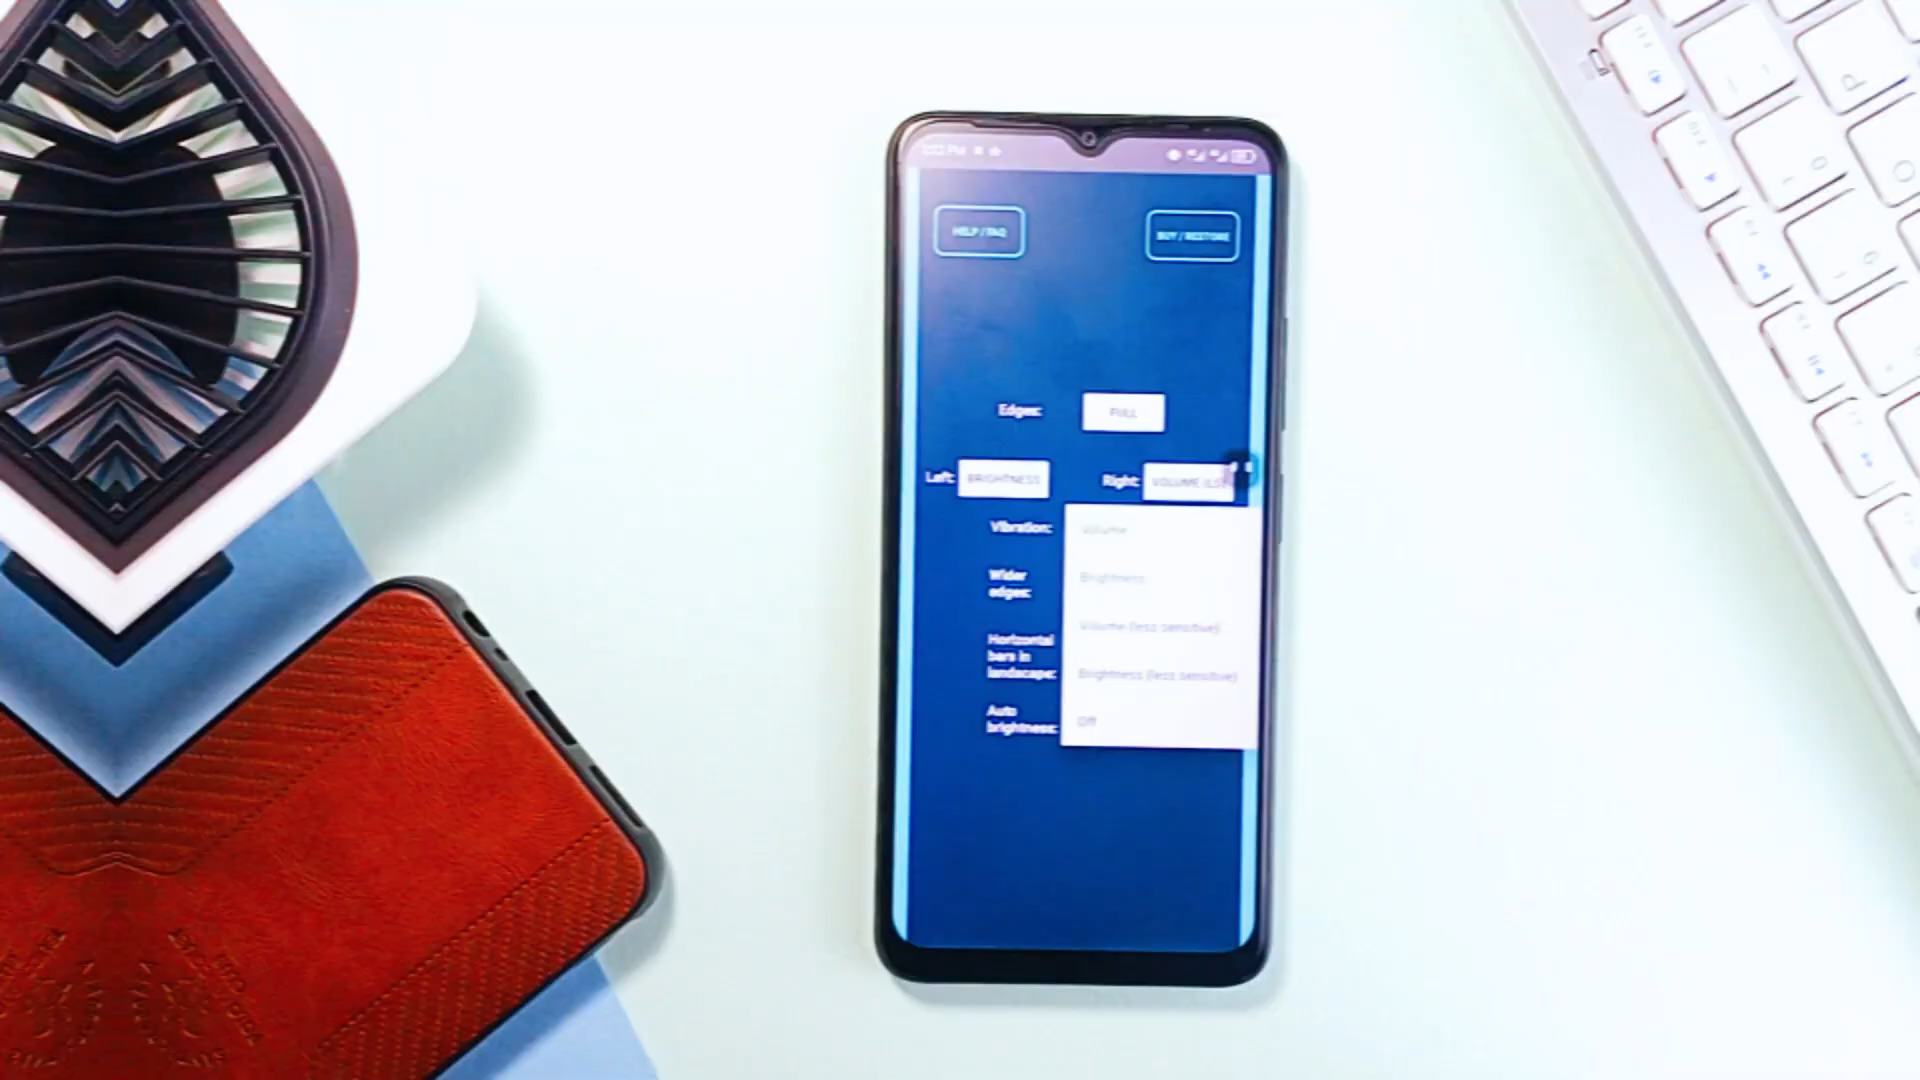 HELP / FAQ
BUY / RESTORE
Edges:
FULL
Left:
BRIGHTNESS
Right:
VOLUME (LS)
Vibration:
Volume
Brightness
Wider
edges:
Volume (less sensitive)
Horizontal
bars in
landscape:
Brightness (less sensitive)
Auto
brightness:
Off